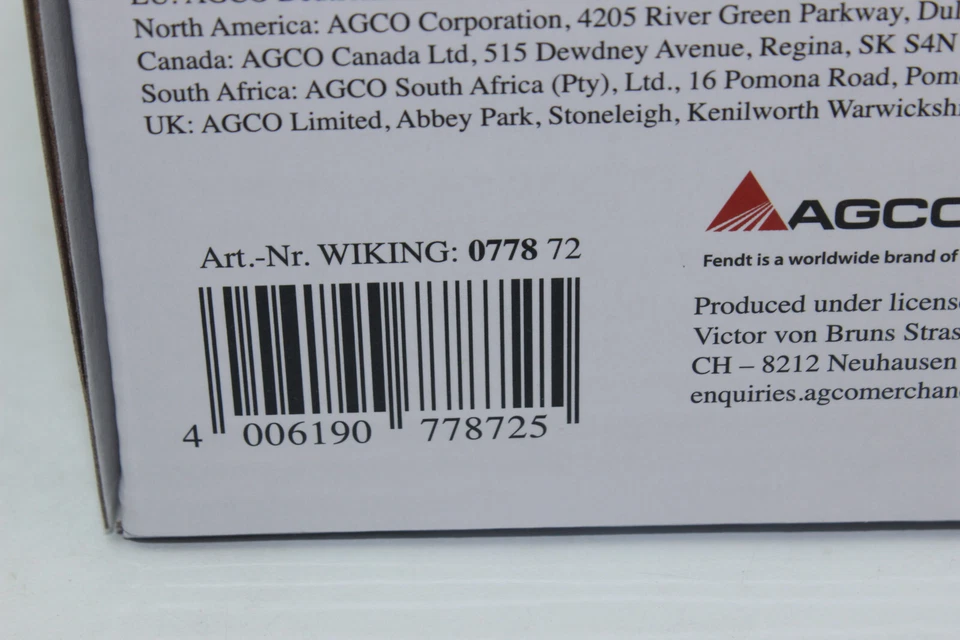 North America: AGCO Corporation, 4205 River Green Parkway,
Canada: AGCO Canada Ltd, 515 Dewdney Avenue, Regina, SK S4N
South Africa: AGCO South Africa (Pty), Ltd., 16 Pomona Road,
UK: AGCO Limited, Abbey Park, Stoneleigh, Kenilworth
AGCO
Fendt is a worldwide brand of
Art.-Nr. WIKING: 0778 72
4 006190 778725
Produced under
Victor von Bruns
CH – 8212 Neuhausen